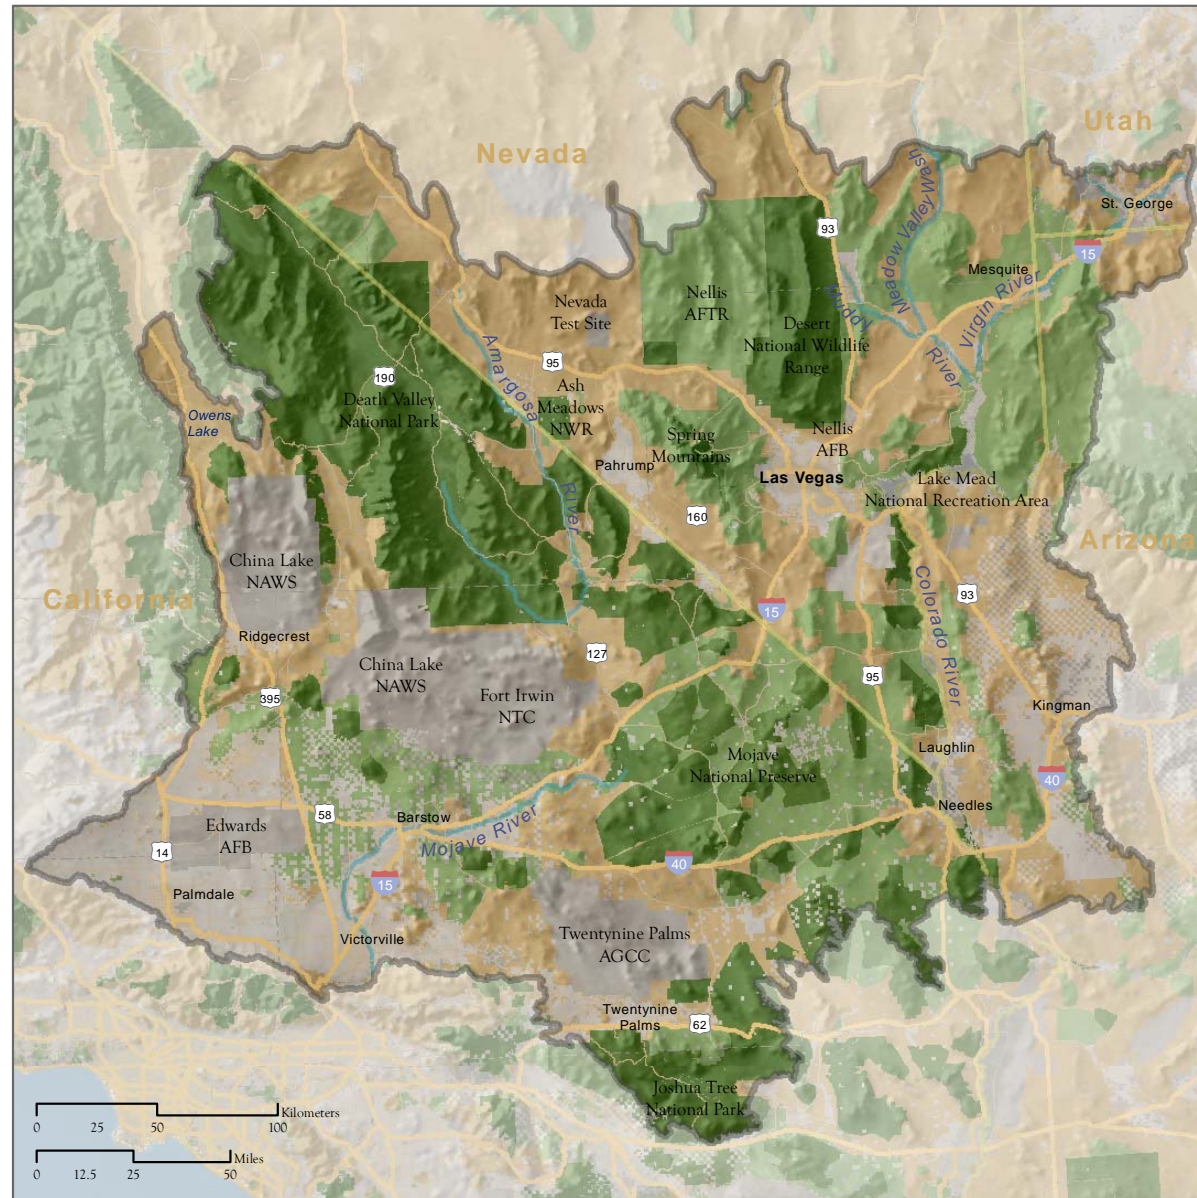 Nevada
Utah
St. George
93
Meadow Valley Wash
15
Mesquite
Nellis
AFTR
Nevada
Test Site
Muddy
River
Virgin River
Desert
National Wildlife
Range
Amargosa
River
95
190
Death Valley
National Park
Ash
Meadows
NWR
Owens
Lake
Spring
Mountains
Nellis
AFB
Pahrump
Las Vegas
Lake Mead
National Recreation Area
160
Arizona
China Lake
NAWS
California
Colorado River
93
15
Ridgecrest
127
China Lake
NAWS
Fort Irwin
NTC
95
395
Kingman
Laughlin
Mojave
National Preserve
40
Needles
58
Barstow
Edwards
AFB
Mojave River
14
40
15
Palmdale
Victorville
Twentynine Palms
AGCC
Twentynine
Palms
62
Joshua Tree
National Park
Kilometers
0 25 50 100
Miles
0 12.5 25 50